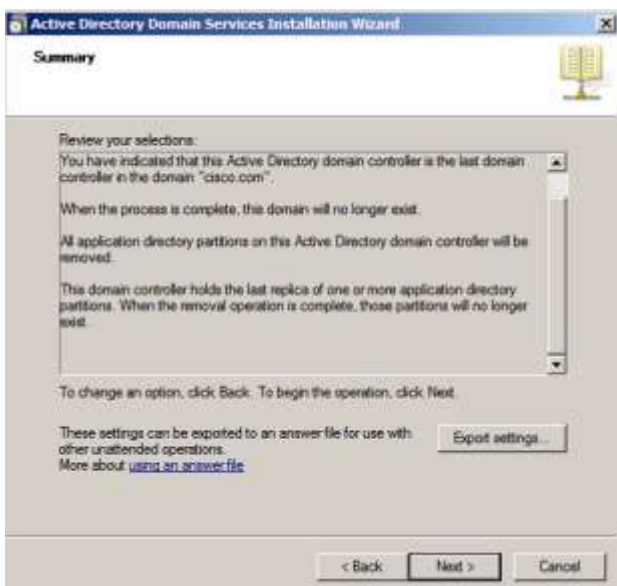 Active Directory Domain Services Installation Wizard
Summary
Review your selections:
You have indicated that this Active Directory domain controller is the last domain
controller in the domain "cisco.com".
When the process is complete, this domain will no longer exist.
All application directory partitions on this Active Directory domain controller will be
removed.
This domain controller holds the last replica of one or more application directory
partitions. When the removal operation is complete, those partitions will no longer
exist.
To change an option, click Back. To begin the operation, click Next.
These settings can be exported to an answer file for use with
other unattended operations.
More about using an answer file
Export settings...
< Back
Next >
Cancel